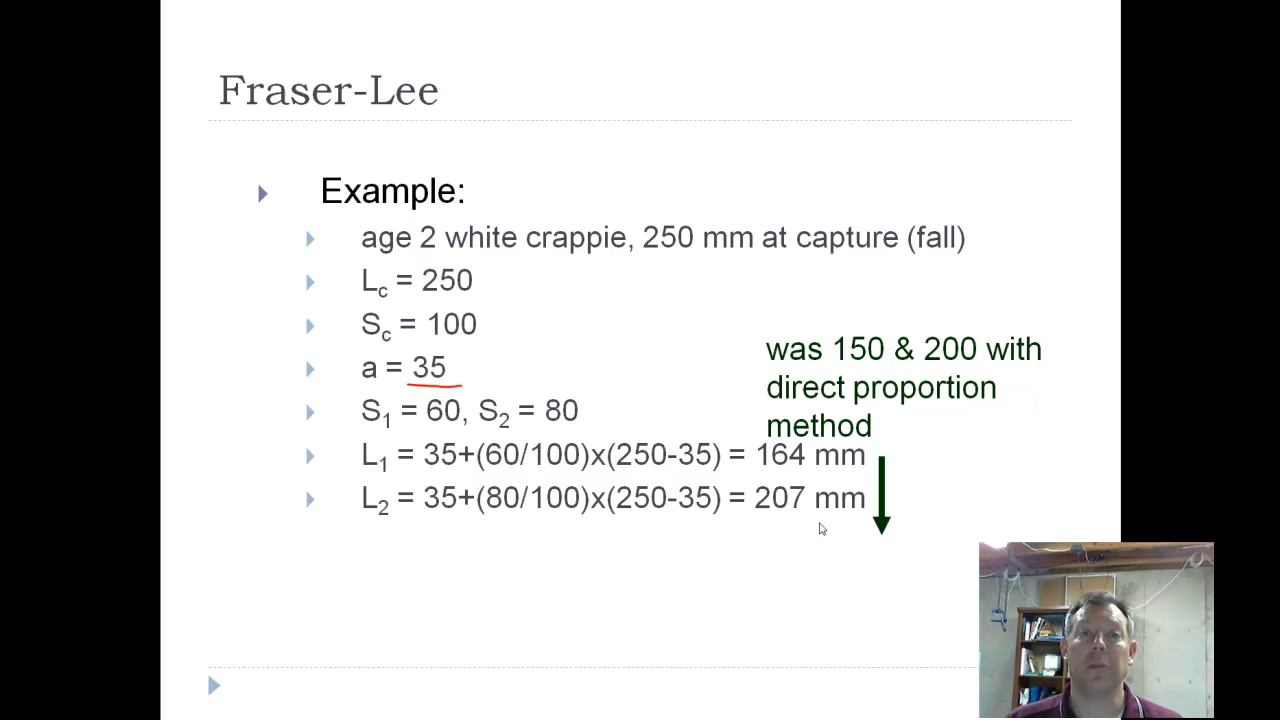 Fraser-Lee
Example:
age 2 white crappie, 250 mm at capture (fall)
Lc = 250
Sc = 100
a = 35
S1 = 60, S2 = 80
L1 = 35+(60/100)x(250-35) = 164 mm
L2 = 35+(80/100)x(250-35) = 207 mm
was 150 & 200 with
direct proportion
method